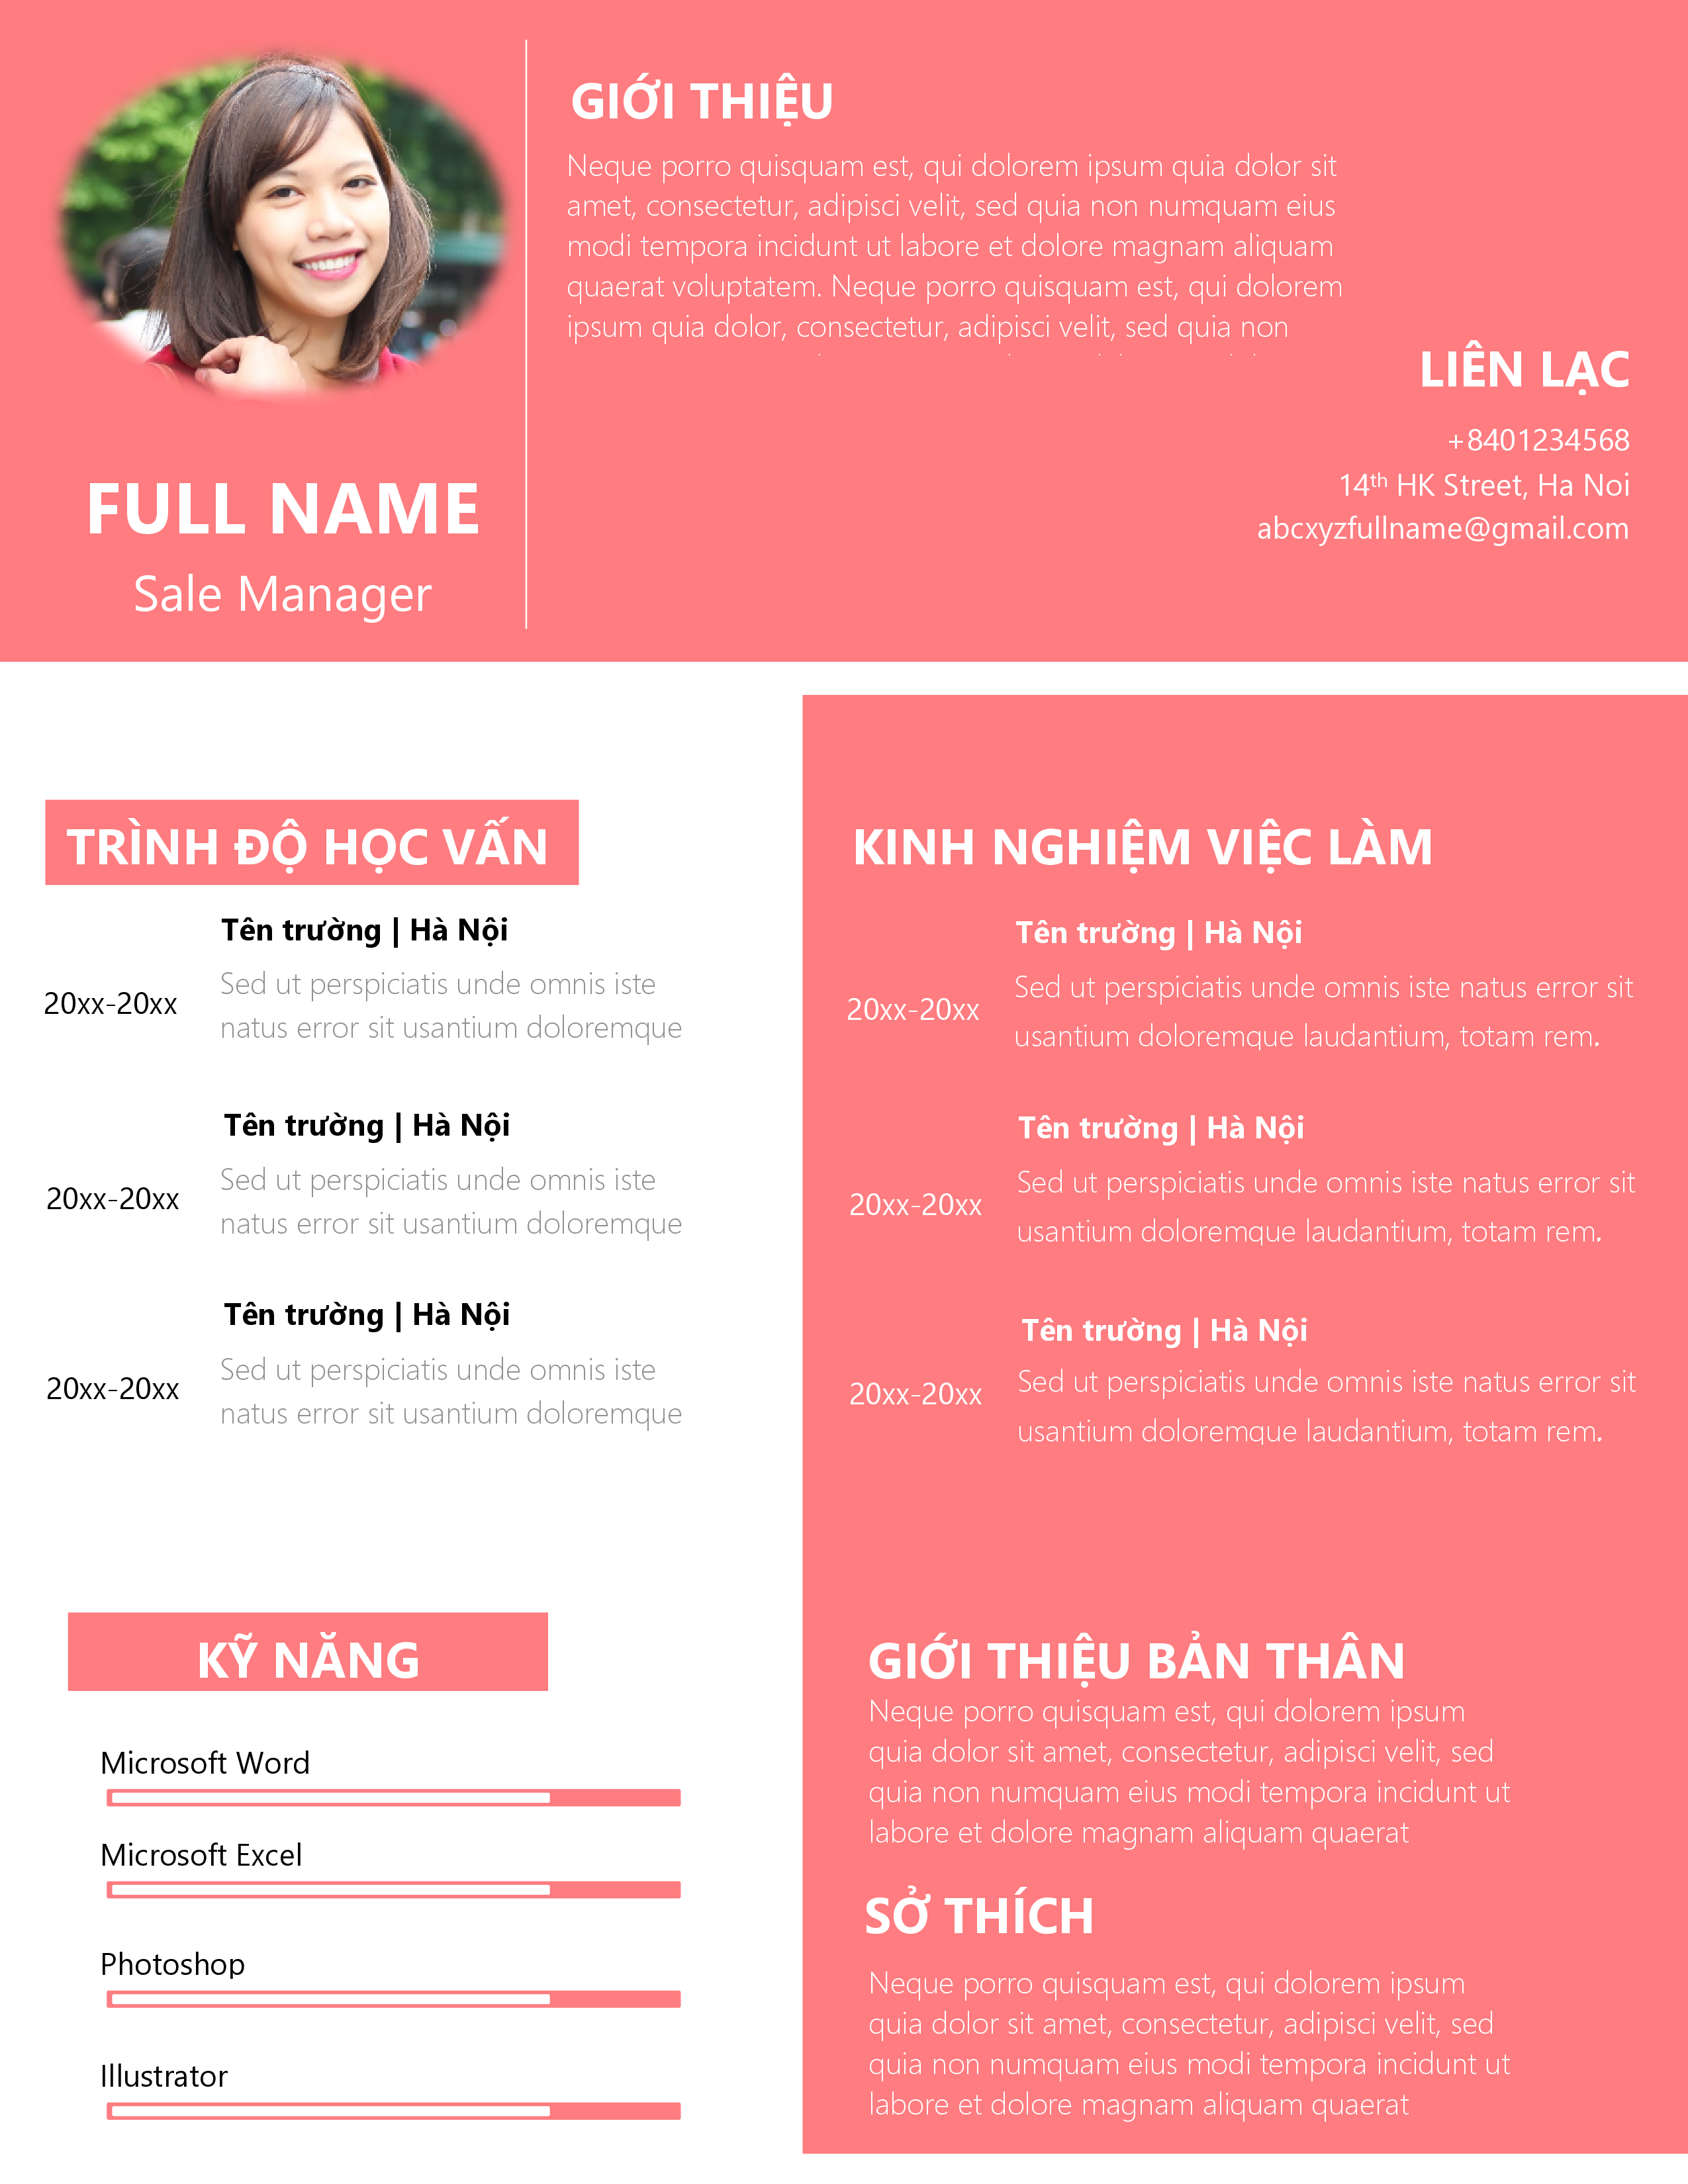 FULL NAME
Sale Manager
GIỚI THIỆU
Neque porro quisquam est, qui dolorem ipsum quia dolor sit
amet, consectetur, adipisci velit, sed quia non numquam eius
modi tempora incidunt ut labore et dolore magnam aliquam
quaerat voluptatem. Neque porro quisquam est, qui dolorem
ipsum quia dolor, consectetur, adipisci velit, sed quia non
LIÊN LẠC
+8401234568
14th HK Street, Ha Noi
abcxyzfullname@gmail.com
TRÌNH ĐỘ HỌC VẤN
Tên trường | Hà Nội
20xx-20xx
Sed ut perspiciatis unde omnis iste
natus error sit usantium doloremque
Tên trường | Hà Nội
20xx-20xx
Sed ut perspiciatis unde omnis iste
natus error sit usantium doloremque
Tên trường | Hà Nội
20xx-20xx
Sed ut perspiciatis unde omnis iste
natus error sit usantium doloremque
KỸ NĂNG
Microsoft Word
Microsoft Excel
Photoshop
Illustrator
KINH NGHIỆM VIỆC LÀM
Tên trường | Hà Nội
20xx-20xx
Sed ut perspiciatis unde omnis iste natus error sit
usantium doloremque laudantium, totam rem.
Tên trường | Hà Nội
20xx-20xx
Sed ut perspiciatis unde omnis iste natus error sit
usantium doloremque laudantium, totam rem.
Tên trường | Hà Nội
20xx-20xx
Sed ut perspiciatis unde omnis iste natus error sit
usantium doloremque laudantium, totam rem.
GIỚI THIỆU BẢN THÂN
Neque porro quisquam est, qui dolorem ipsum
quia dolor sit amet, consectetur, adipisci velit, sed
quia non numquam eius modi tempora incidunt ut
labore et dolore magnam aliquam quaerat
SỞ THÍCH
Neque porro quisquam est, qui dolorem ipsum
quia dolor sit amet, consectetur, adipisci velit, sed
quia non numquam eius modi tempora incidunt ut
labore et dolore magnam aliquam quaerat